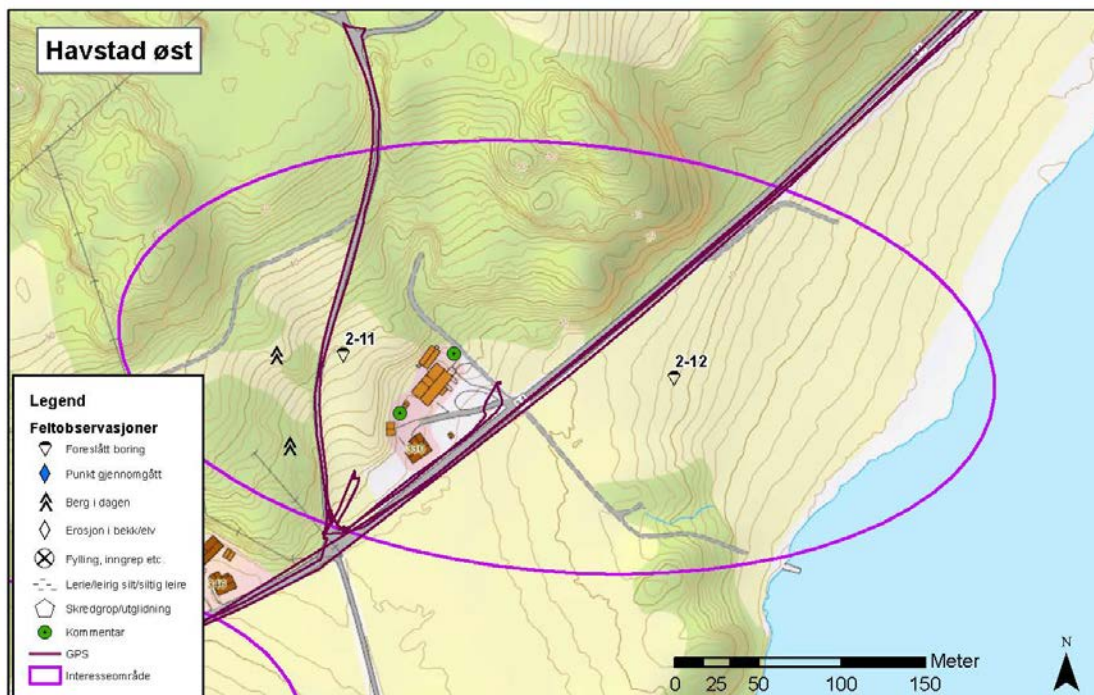 Havstad øst
2-11
2-12
Legend
Feltobservasjoner
Foreslått boring
Punkt gjennomgått
Berg i dagen
Erosjon i bekk/elv
Fylling, inngrep etc.
Lerie/leirig silt/siltig leire
Skredgrop/utglidning
Kommentar
GPS
Interesseområde
N
Meter
0 25 50 100 150